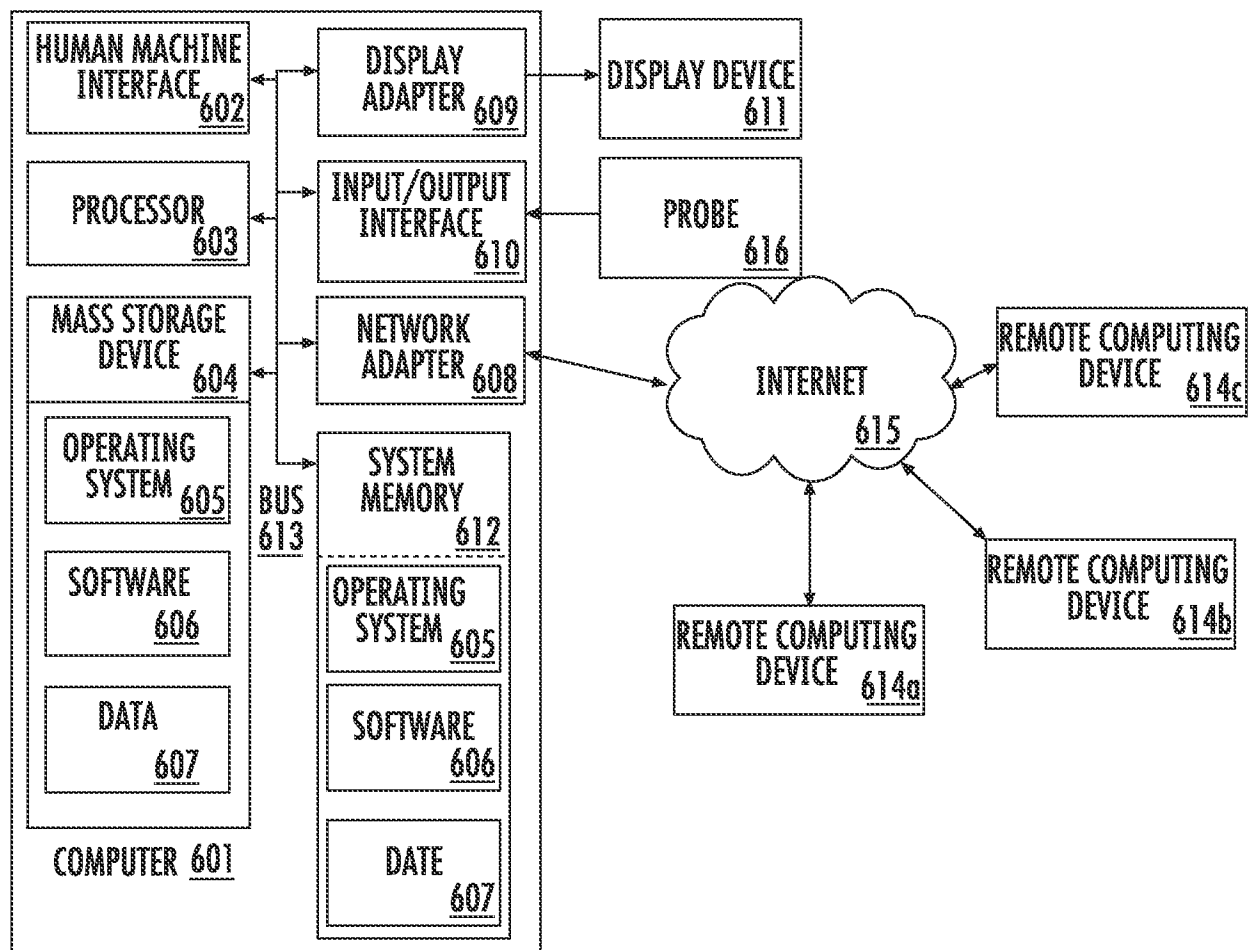 HUMAN MACHINE
INTERFACE
602
PROCESSOR
603
MASS STORAGE
DEVICE
604
OPERATING
SYSTEM
605
SOFTWARE
606
DATA
607
COMPUTER 601
BUS
613
DISPLAY
ADAPTER
609
INPUT/OUTPUT
INTERFACE
610
NETWORK
ADAPTER
608
SYSTEM
MEMORY
612
OPERATING
SYSTEM
605
SOFTWARE
606
DATE
607
DISPLAY DEVICE
611
PROBE
616
INTERNET
615
REMOTE COMPUTING
DEVICE
614c
REMOTE COMPUTING
DEVICE
614b
REMOTE COMPUTING
DEVICE
614a